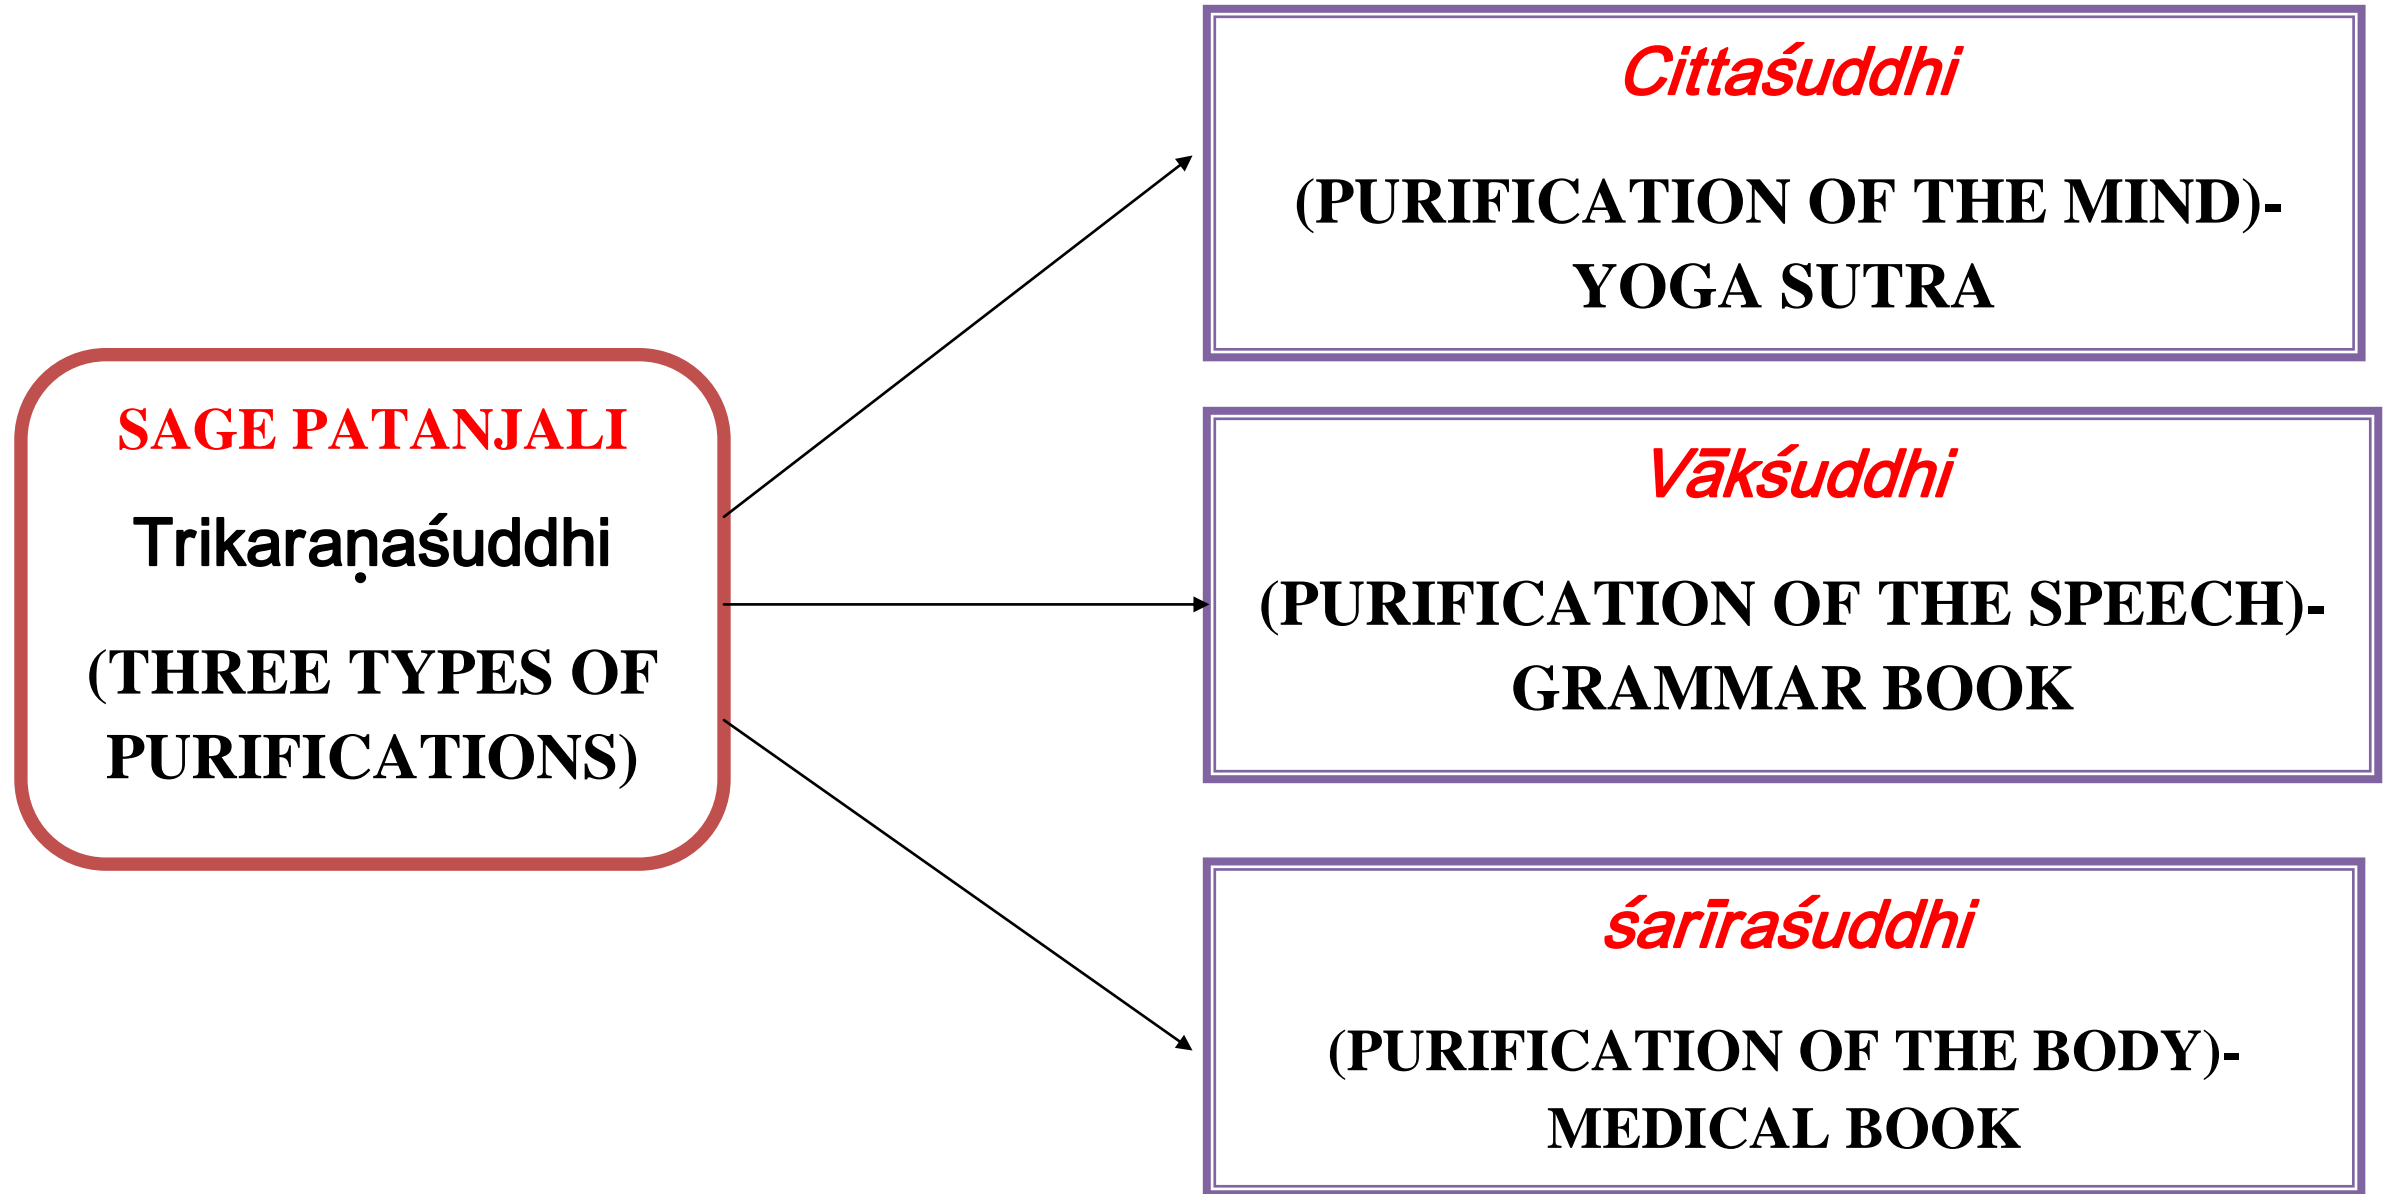 SAGE PATANJALI
Trikaraṇaśuddhi
(THREE TYPES OF
PURIFICATIONS)
Cittaśuddhi
(PURIFICATION OF THE MIND)-
YOGA SUTRA
Vākśuddhi
(PURIFICATION OF THE SPEECH)-
GRAMMAR BOOK
śarīraśuddhi
(PURIFICATION OF THE BODY)-
MEDICAL BOOK